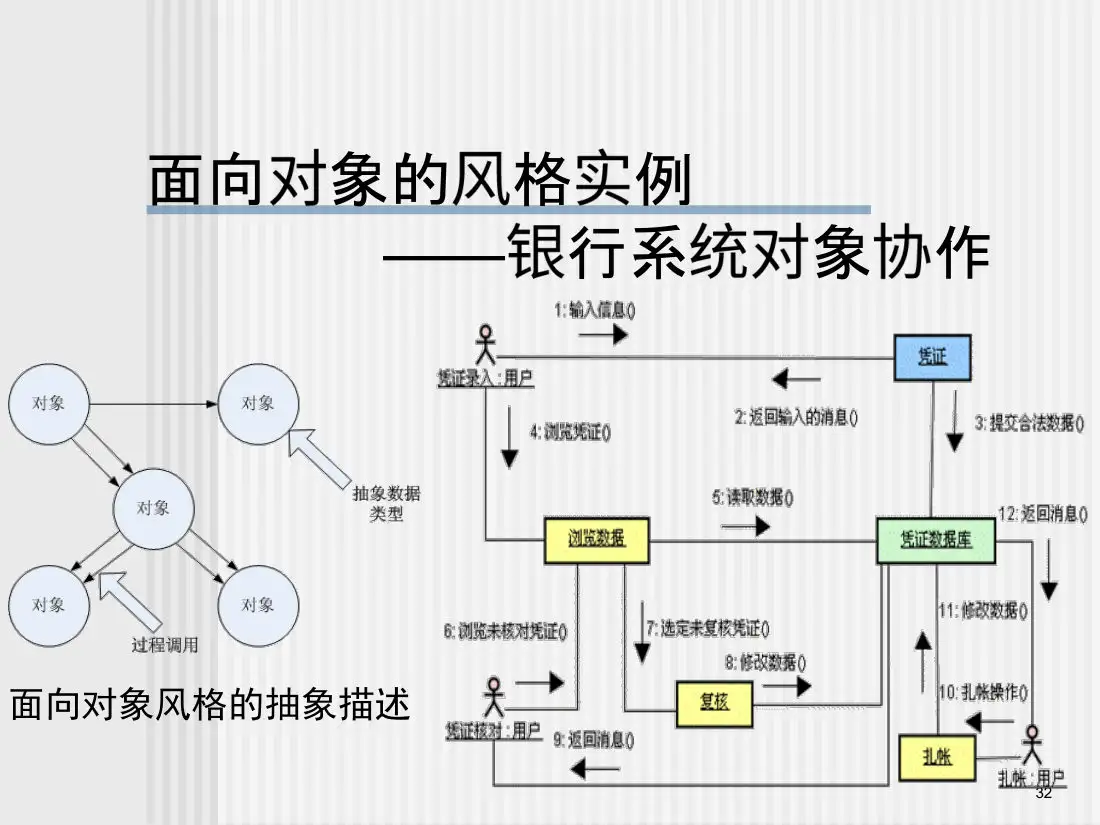 面向对象的风格实例
——银行系统对象协作
对象
对象
对象
对象
对象
抽象数据
类型
过程调用
面向对象风格的抽象描述
1:输入信息()
凭证录入:用户
凭证
2:返回输入的消息()
3:提交合法数据()
4:浏览凭证()
5:读取数据()
12:返回消息()
浏览数据
凭证数据库
6:浏览未核对凭证()
7:选定未复核凭证()
11:修改数据()
8:修改数据()
复核
10:扎帐操作()
凭证核对:用户
9:返回消息()
扎帐
扎帐:用户
32